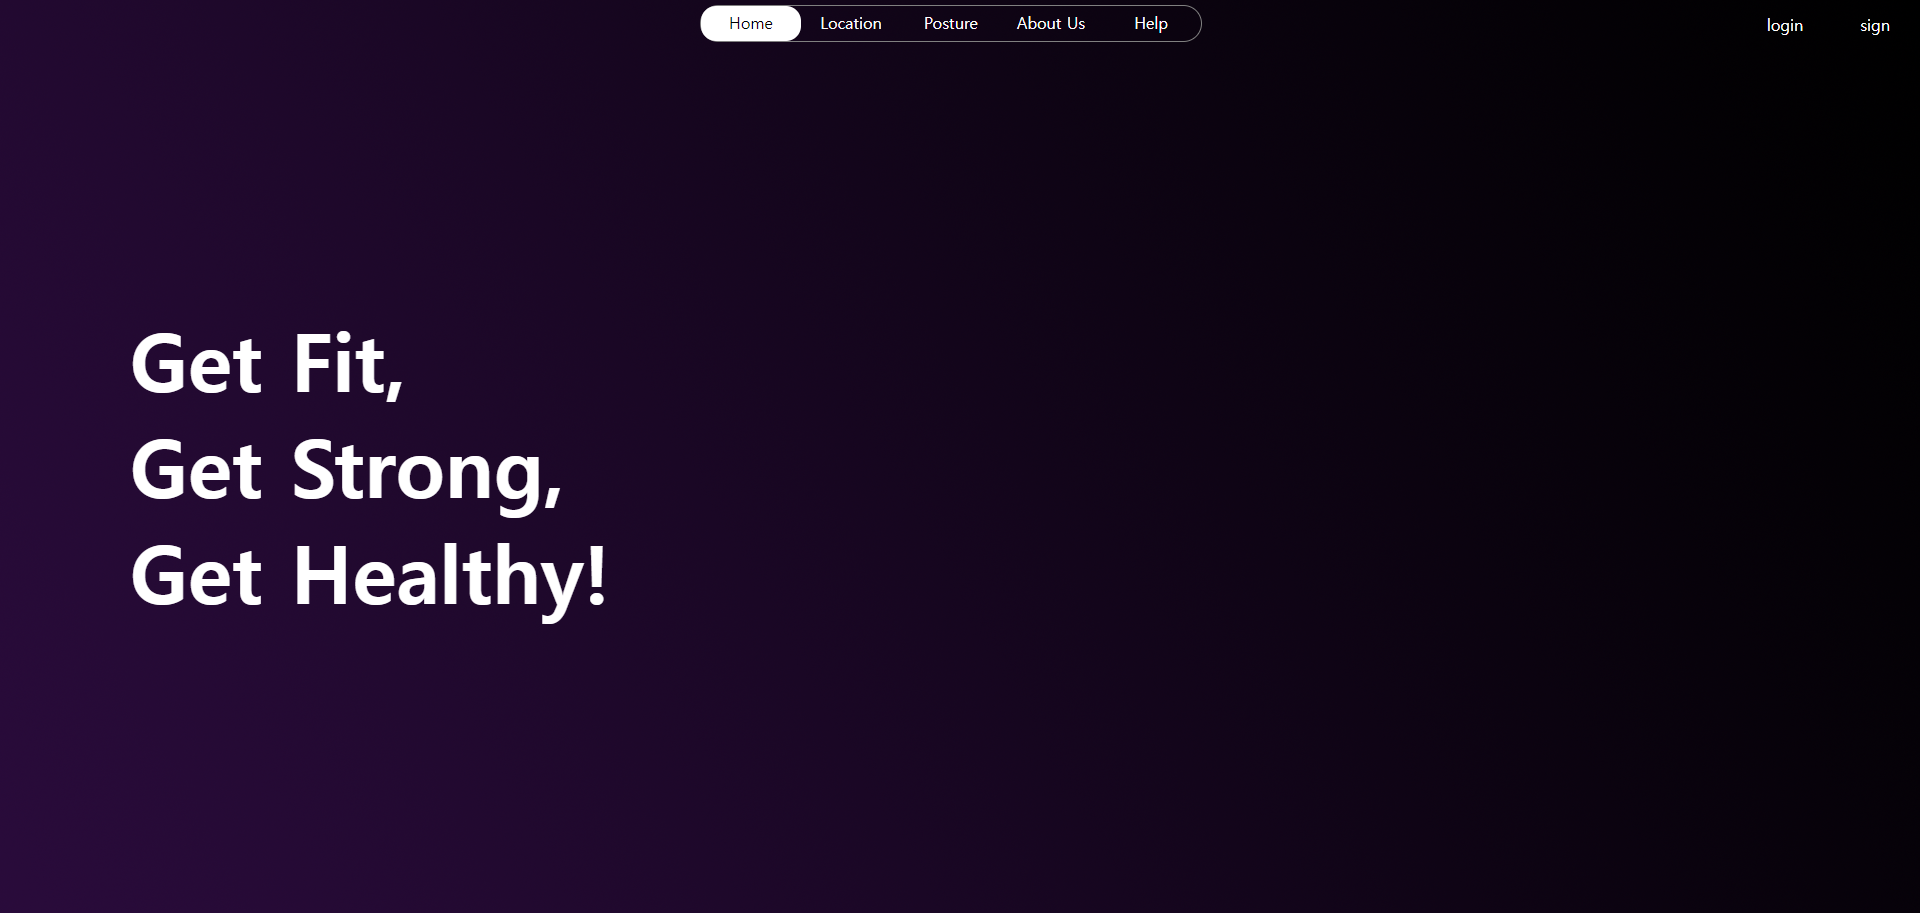 Home Location Posture About Us Help
login sign
Get Fit,
Get Strong,
Get Healthy!